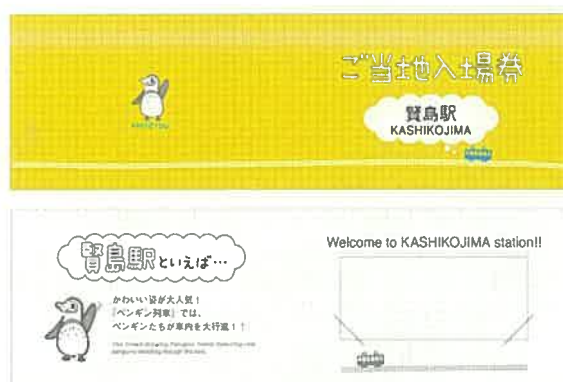 ご当地入場券
賢島駅
KASHIKOJIMA
賢島駅といえば…
かわいい姿が大人気！
『ペンギン列車』では、
ペンギンたちが車内を大行進！！
Welcome to KASHIKOJIMA station!!